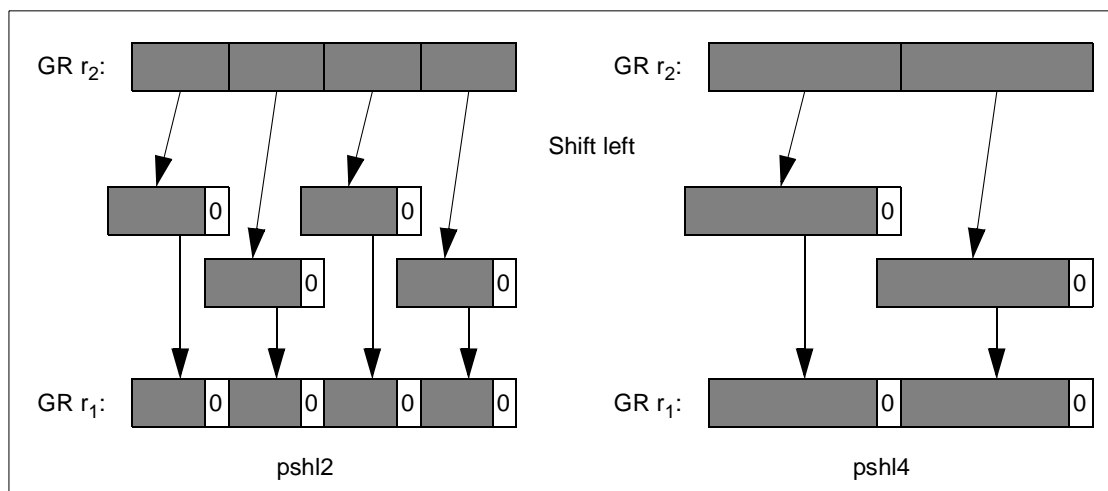 GR r2: GR r2:
Shift left
0 0 0
0 0 0
GR r1: 0 0 0 0 GR r1: 0 0
pshl2 pshl4